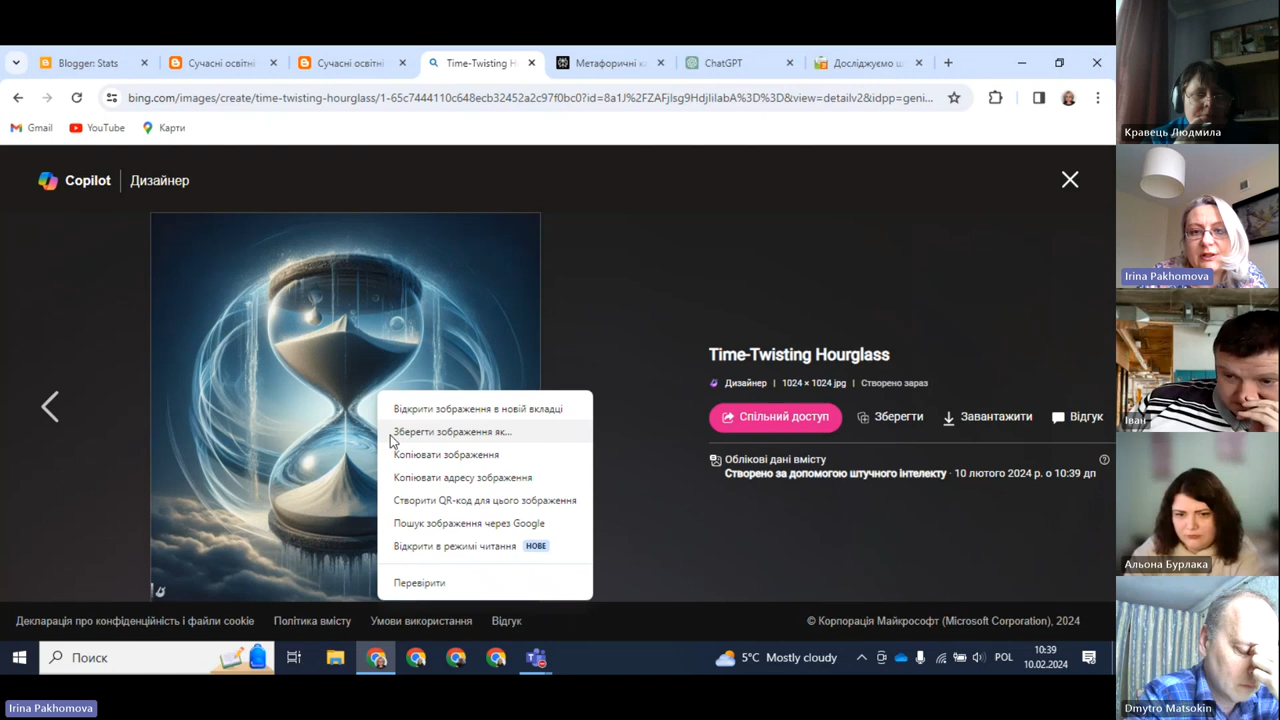 Blogger: Stats
Сучасні освітні
Сучасні освітні
Time-Twisting H
Метафоричні к
ChatGPT
Досліджуємо ш
bing.com/images/create/time-twisting-hourglass/1-65c7444110c648ecb32452a2c97f0bc0?id=8a1J%2FZAFjlsg9HdjIiIabA%3D%3D&view=detailv2&idpp=geni...
Gmail
YouTube
Карти
Copilot
Дизайнер
Time-Twisting Hourglass
Дизайнер | 1024 × 1024 jpg | Створено зараз
Спільний доступ
Зберегти
Завантажити
Відгук
Облікові дані вмісту
Створено за допомогою штучного інтелекту · 10 лютого 2024 р. о 10:39 дп
Відкрити зображення в новій вкладці
Зберегти зображення як...
Копіювати зображення
Копіювати адресу зображення
Створити QR-код для цього зображення
Пошук зображення через Google
Відкрити в режимі читання НОВЕ
Перевірити
Декларація про конфіденційність і файли cookie
Політика вмісту
Умови використання
Відгук
© Корпорація Майкрософт (Microsoft Corporation), 2024
Поиск
5°C Mostly cloudy
POL
10:39
10.02.2024
Irina Pakhomova
Кравець Людмила
Irina Pakhomova
Іван
Альона Бурлака
Dmytro Matsokin